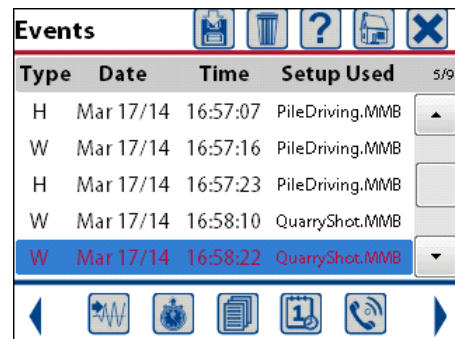 Events
Type Date Time Setup Used 5/9
H Mar 17/14 16:57:07 PileDriving.MMB
W Mar 17/14 16:57:16 PileDriving.MMB
H Mar 17/14 16:57:23 PileDriving.MMB
W Mar 17/14 16:58:10 QuarryShot.MMB
W Mar 17/14 16:58:22 QuarryShot.MMB
1